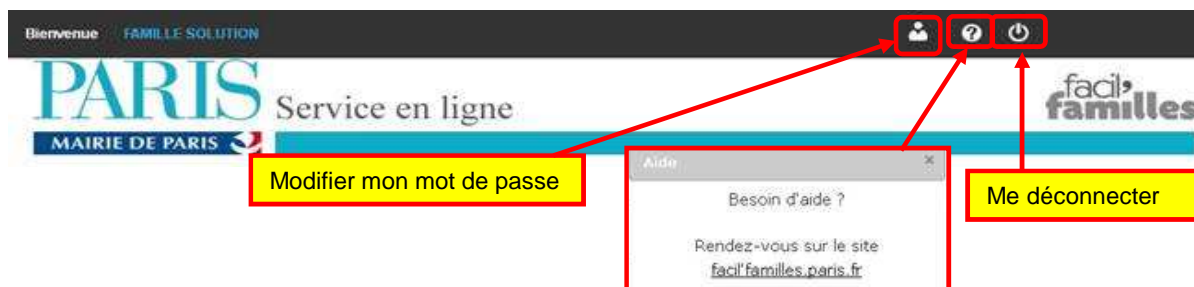 Bienvenue FAMILLE SOLUTION
PARIS
Service en ligne
facil'
familles
MAIRIE DE PARIS
Modifier mon mot de passe
Aide ×
Besoin d'aide ?
Me déconnecter
Rendez-vous sur le site
facil'familles.paris.fr